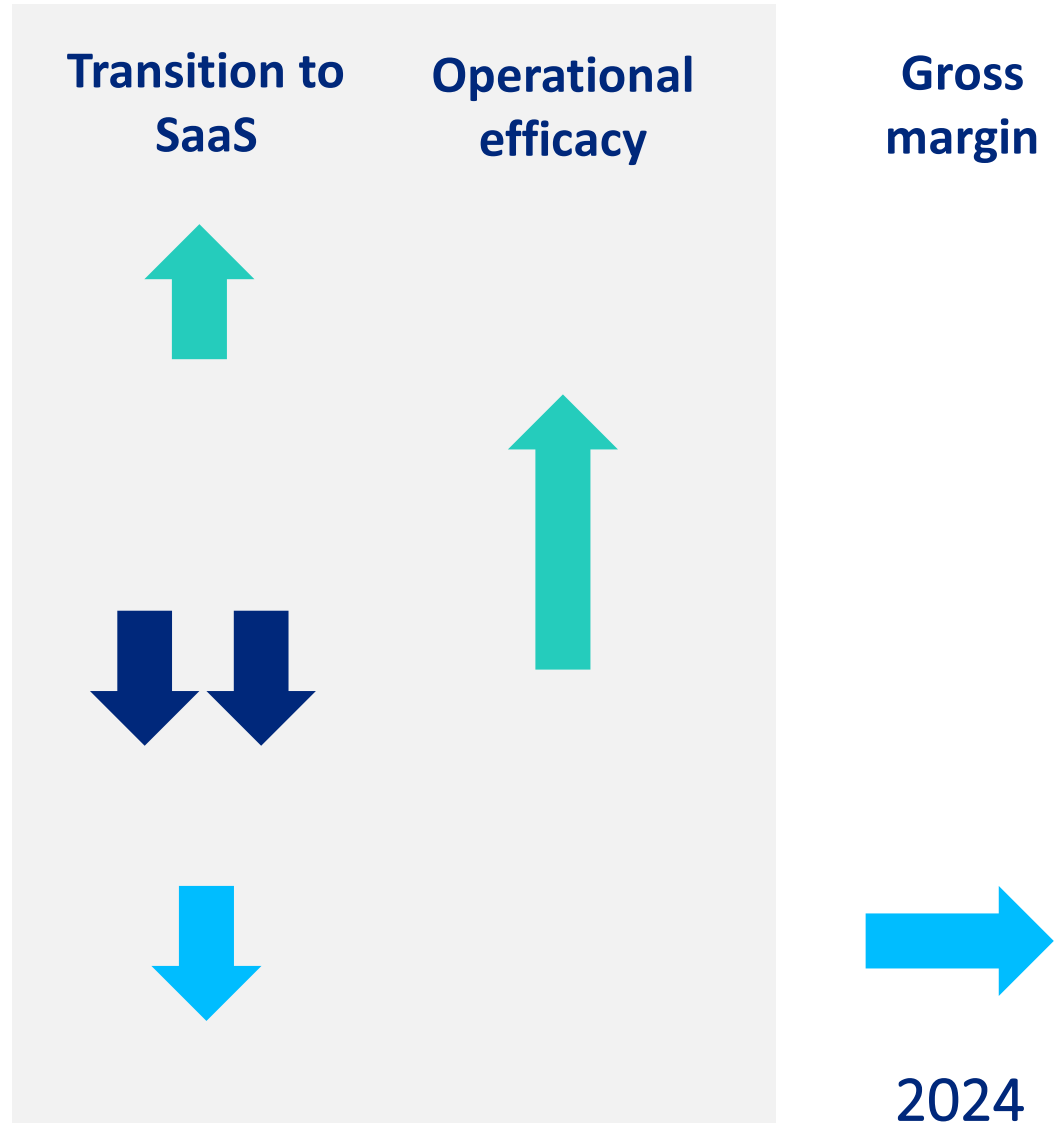 Transition to
SaaS
Operational
efficacy
Gross
margin
2024